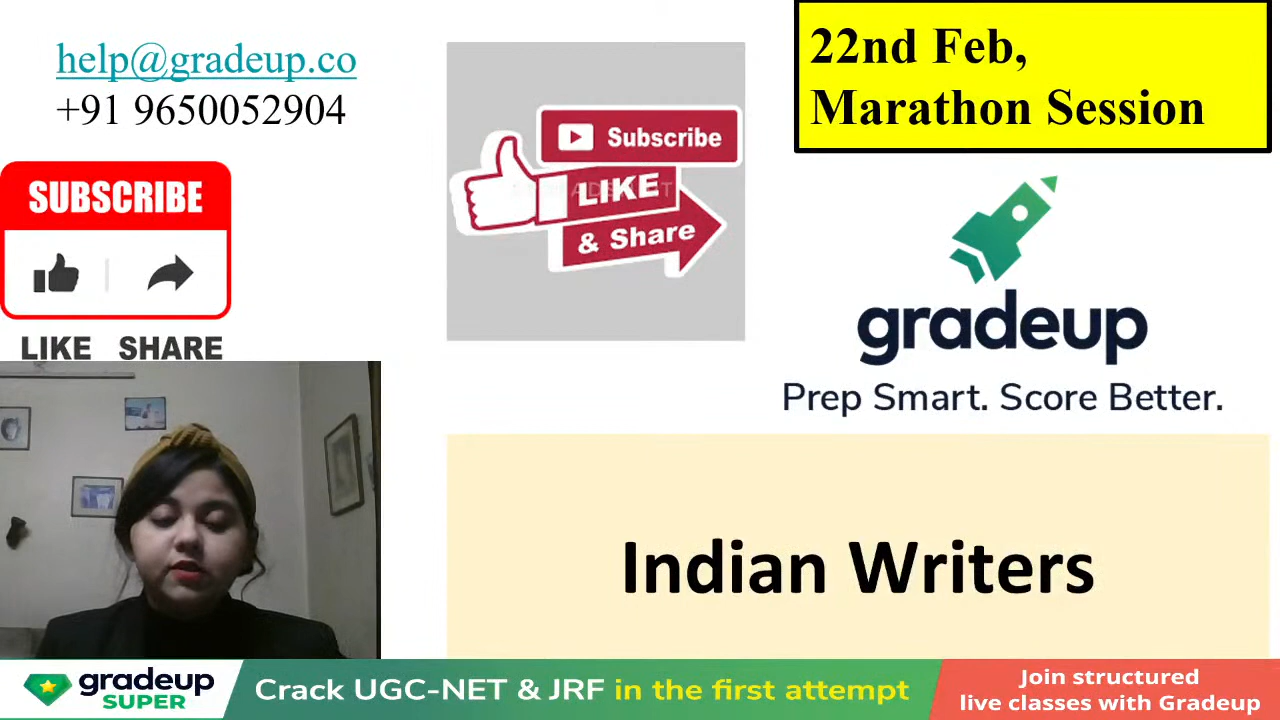 help@gradeup.co
+91 9650052904
SUBSCRIBE
LIKE SHARE
Subscribe
LIKE
& Share
22nd Feb,
Marathon Session
gradeup
Prep Smart. Score Better.
Indian Writers
gradeup
SUPER
Crack UGC-NET & JRF in the first attempt
Join structured
live classes with Gradeup